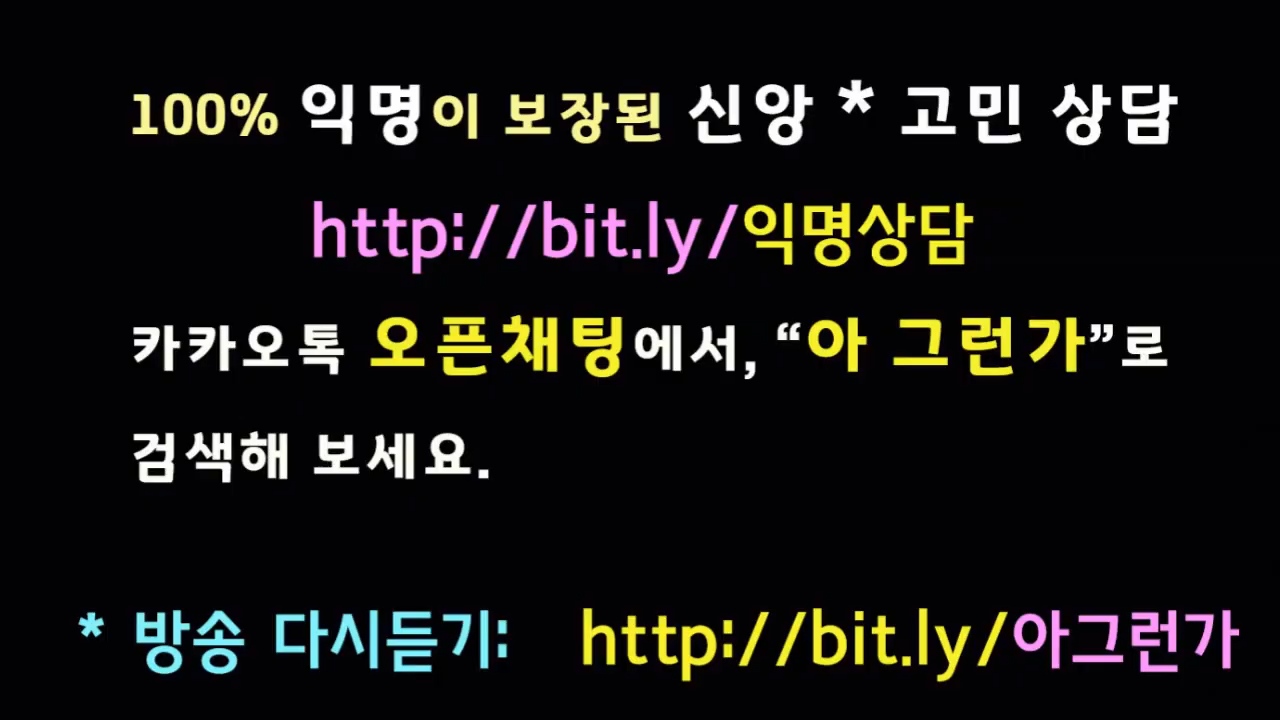 100% 익명이 보장된 신앙 * 고민 상담
http://bit.ly/익명상담
카카오톡 오픈채팅에서, “아 그런가”로
검색해 보세요.
* 방송 다시듣기: http://bit.ly/아그런가